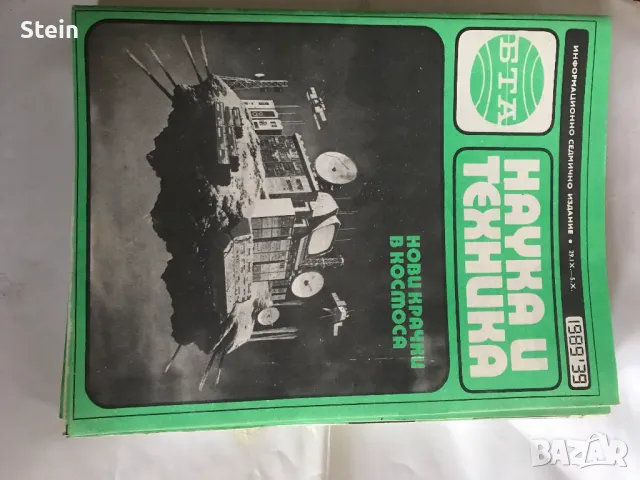 Stein
ИНФОРМАЦИОННО СЕДМИЧНО ИЗДАНИЕ • 29.IX.–5.X.
1989'39
БТА
НАУКА И
ТЕХНИКА
НОВИ КРАЧКИ
В КОСМОСА
BAZAR